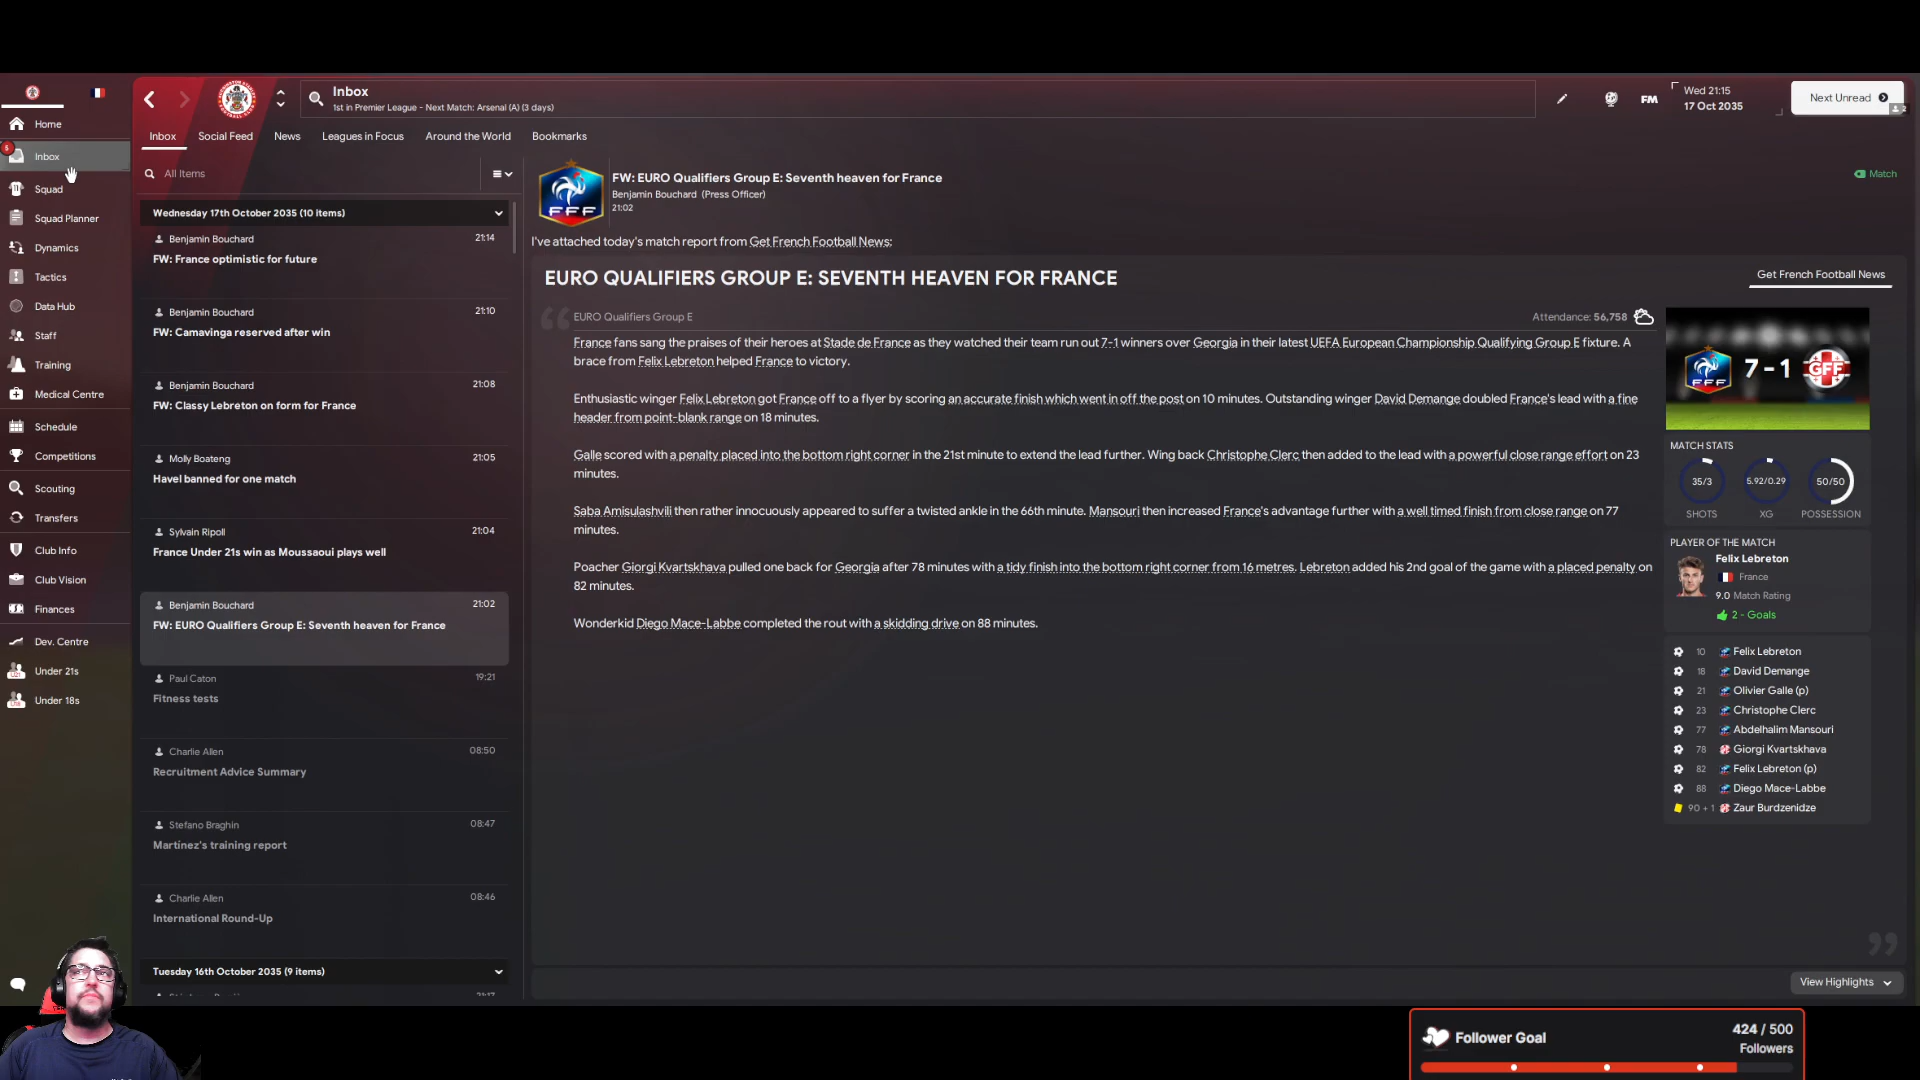 Inbox
1st in Premier League - Next Match: Arsenal (A) (3 days)
FM
Wed 21:15
17 Oct 2035
Next Unread
2
Home
5
Inbox
Squad
Squad Planner
Dynamics
Tactics
Data Hub
Staff
Training
Medical Centre
Schedule
Competitions
Scouting
Transfers
Club Info
Club Vision
Finances
Dev. Centre
Under 21s
Under 18s
Inbox
Social Feed
News
Leagues in Focus
Around the World
Bookmarks
All Items
Wednesday 17th October 2035 (10 items)
Benjamin Bouchard
21:14
FW: France optimistic for future
Benjamin Bouchard
21:10
FW: Camavinga reserved after win
Benjamin Bouchard
21:08
FW: Classy Lebreton on form for France
Molly Boateng
21:05
Havel banned for one match
Sylvain Ripoll
21:04
France Under 21s win as Moussaoui plays well
Benjamin Bouchard
21:02
FW: EURO Qualifiers Group E: Seventh heaven for France
Paul Caton
19:21
Fitness tests
Charlie Allen
08:50
Recruitment Advice Summary
Stefano Braghin
08:47
Martínez's training report
Charlie Allen
08:46
International Round-Up
Tuesday 16th October 2035 (9 items)
FFF
FW: EURO Qualifiers Group E: Seventh heaven for France
Benjamin Bouchard (Press Officer)
21:02
Match
I've attached today's match report from Get French Football News:
EURO QUALIFIERS GROUP E: SEVENTH HEAVEN FOR FRANCE
Get French Football News
EURO Qualifiers Group E
Attendance: 56,758
France fans sang the praises of their heroes at Stade de France as they watched their team run out 7-1 winners over Georgia in their latest UEFA European Championship Qualifying Group E fixture. A
brace from Felix Lebreton helped France to victory.
Enthusiastic winger Felix Lebreton got France off to a flyer by scoring an accurate finish which went in off the post on 10 minutes. Outstanding winger David Demange doubled France's lead with a fine
header from point-blank range on 18 minutes.
Galle scored with a penalty placed into the bottom right corner in the 21st minute to extend the lead further. Wing back Christophe Clerc then added to the lead with a powerful close range effort on 23
minutes.
Saba Amisulashvili then rather innocuously appeared to suffer a twisted ankle in the 66th minute. Mansouri then increased France's advantage further with a well timed finish from close range on 77
minutes.
Poacher Giorgi Kvartskhava pulled one back for Georgia after 78 minutes with a tidy finish into the bottom right corner from 16 metres. Lebreton added his 2nd goal of the game with a placed penalty on
82 minutes.
Wonderkid Diego Mace-Labbe completed the rout with a skidding drive on 88 minutes.
FFF
7 - 1
GFF
MATCH STATS
35/3
5.92/0.29
50/50
SHOTS
XG
POSSESSION
PLAYER OF THE MATCH
Felix Lebreton
France
9.0 Match Rating
2 - Goals
10 Felix Lebreton
18 David Demange
21 Olivier Galle (p)
23 Christophe Clerc
77 Abdelhalim Mansouri
78 Giorgi Kvartskhava
82 Felix Lebreton (p)
88 Diego Mace-Labbe
90 + 1 Zaur Burdzenidze
View Highlights
Follower Goal
424 / 500
Followers